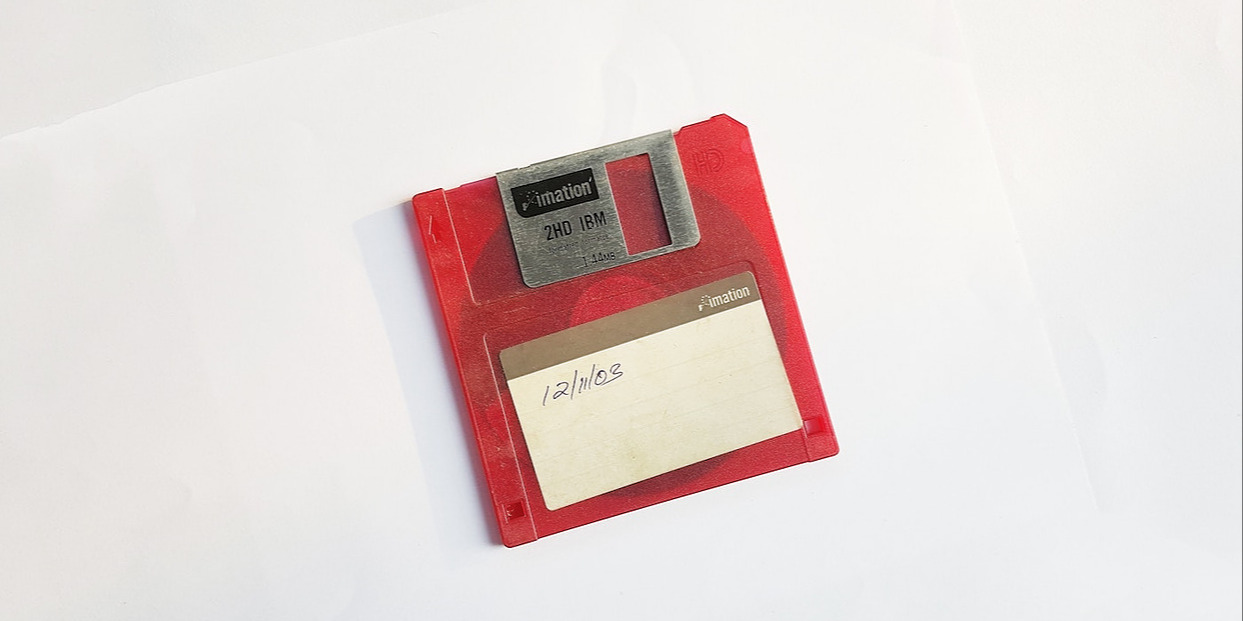 HD
imation
2HD IBM
1.44MB
imation
12/11/03